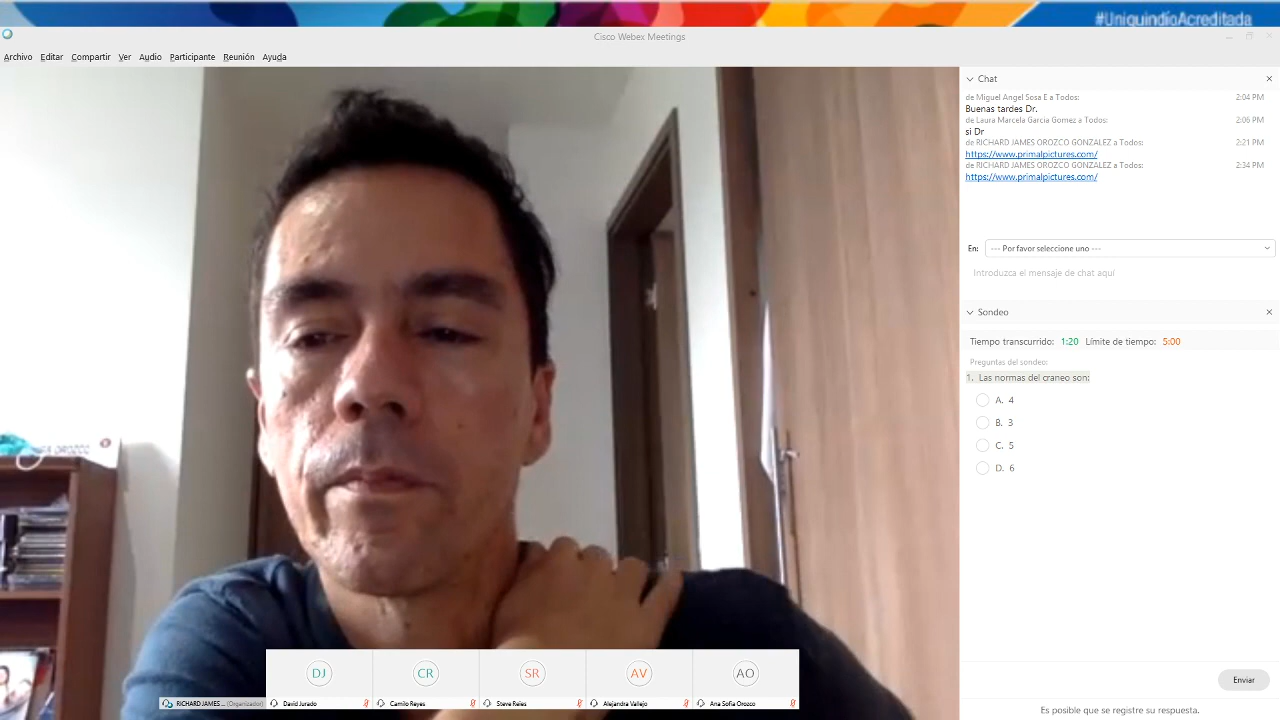 #UniquindíoAcreditada
Cisco Webex Meetings
Archivo Editar Compartir Ver Audio Participante Reunión Ayuda
Chat
de Miguel Angel Sosa E a Todos: 2:04 PM
Buenas tardes Dr.
de Laura Marcela Garcia Gomez a Todos: 2:06 PM
si Dr
de RICHARD JAMES OROZCO GONZALEZ a Todos: 2:21 PM
https://www.primalpictures.com/
de RICHARD JAMES OROZCO GONZALEZ a Todos: 2:34 PM
https://www.primalpictures.com/
En: --- Por favor seleccione uno ---
Introduzca el mensaje de chat aquí
Sondeo
Tiempo transcurrido: 1:20 Límite de tiempo: 5:00
Preguntas del sondeo:
1. Las normas del craneo son:
A. 4
B. 3
C. 5
D. 6
Enviar
Es posible que se registre su respuesta.
OROZCO
DJ CR SR AV AO
RICHARD JAMES ... (Organizador) David Jurado Camilo Reyes Steve Reies Alejandra Vallejo Ana Sofia Orozco